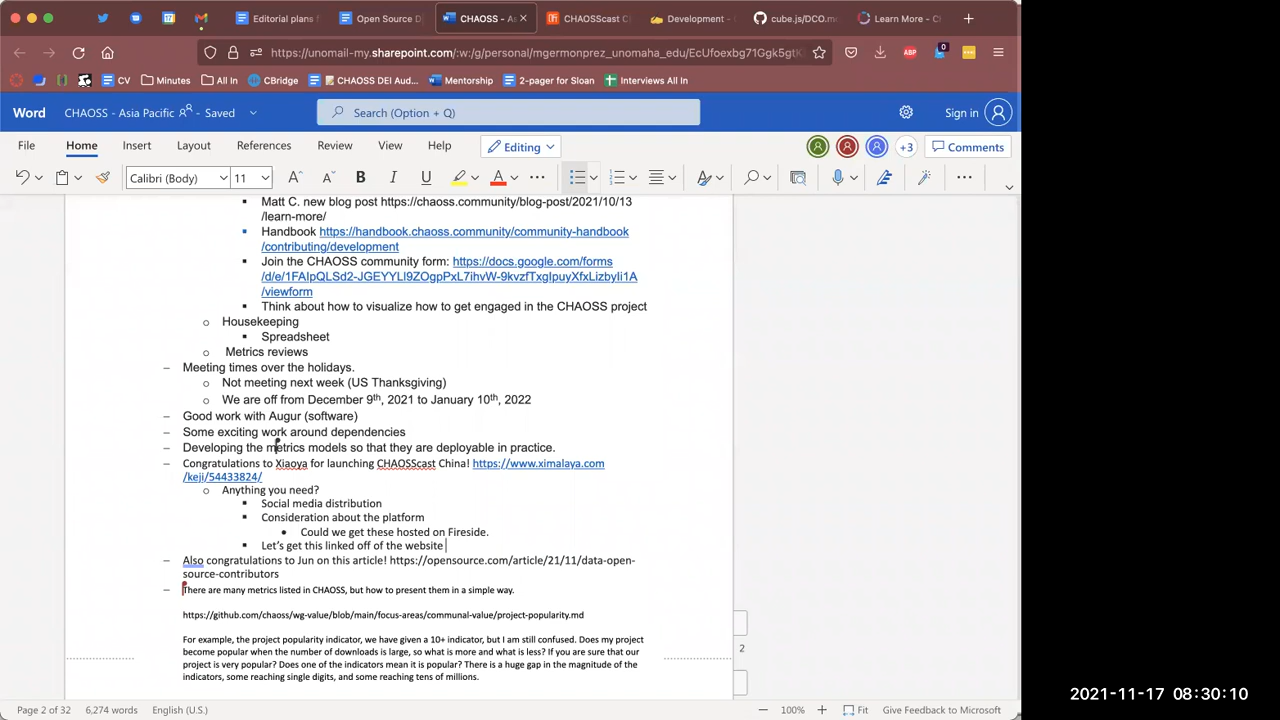 Editorial plans
Open Source D
CHAOSS - As
CHAOSScast C
Development -
cube.js/DCO.m
Learn More - C
https://unomail-my.sharepoint.com/:w:/g/personal/mgermonprez_unomaha_edu/EcUfoexbg71Ggk5gtK
ABP
0
CV
Minutes
All In
CBridge
CHAOSS DEI Aud...
Mentorship
2-pager for Sloan
Interviews All In
Word
CHAOSS - Asia Pacific
- Saved
Search (Option + Q)
Sign in
File
Home
Insert
Layout
References
Review
View
Help
Editing
+3
Comments
Calibri (Body)
11
Matt C. new blog post https://chaoss.community/blog-post/2021/10/13
/learn-more/
Handbook https://handbook.chaoss.community/community-handbook
/contributing/development
Join the CHAOSS community form: https://docs.google.com/forms
/viewform
Think about how to visualize how to get engaged in the CHAOSS project
Housekeeping
Spreadsheet
Metrics reviews
Meeting times over the holidays.
Not meeting next week (US Thanksgiving)
We are off from December 9th, 2021 to January 10th, 2022
Good work with Augur (software)
Some exciting work around dependencies
Developing the metrics models so that they are deployable in practice.
Congratulations to Xiaoya for launching CHAOSScast China! https://www.ximalaya.com
/keji/54433824/
Anything you need?
Social media distribution
Consideration about the platform
Could we get these hosted on Fireside.
Let's get this linked off of the website
Also congratulations to Jun on this article! https://opensource.com/article/21/11/data-open-
source-contributors
There are many metrics listed in CHAOSS, but how to present them in a simple way.
https://github.com/chaoss/wg-value/blob/main/focus-areas/communal-value/project-popularity.md
For example, the project popularity indicator, we have given a 10+ indicator, but I am still confused. Does my project
become popular when the number of downloads is large, so what is more and what is less? If you are sure that our
project is very popular? Does one of the indicators mean it is popular? There is a huge gap in the magnitude of the
indicators, some reaching single digits, and some reaching tens of millions.
2
2021-11-17 08:30:10
Page 2 of 32
6,274 words
English (U.S.)
100%
Fit
Give Feedback to Microsoft